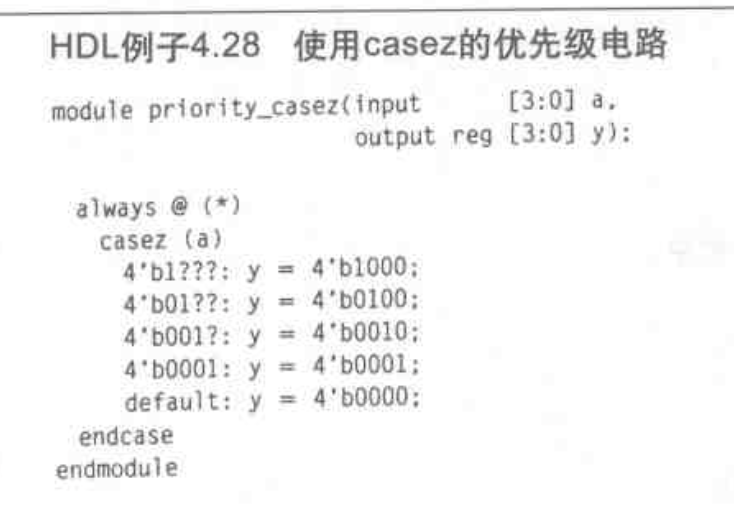 HDL例子4.28 使用casez的优先级电路
module priority_casez(input [3:0] a,
output reg [3:0] y);
always @ (*)
casez (a)
4'b1???: y = 4'b1000;
4'b01??: y = 4'b0100;
4'b001?: y = 4'b0010;
4'b0001: y = 4'b0001;
default: y = 4'b0000;
endcase
endmodule